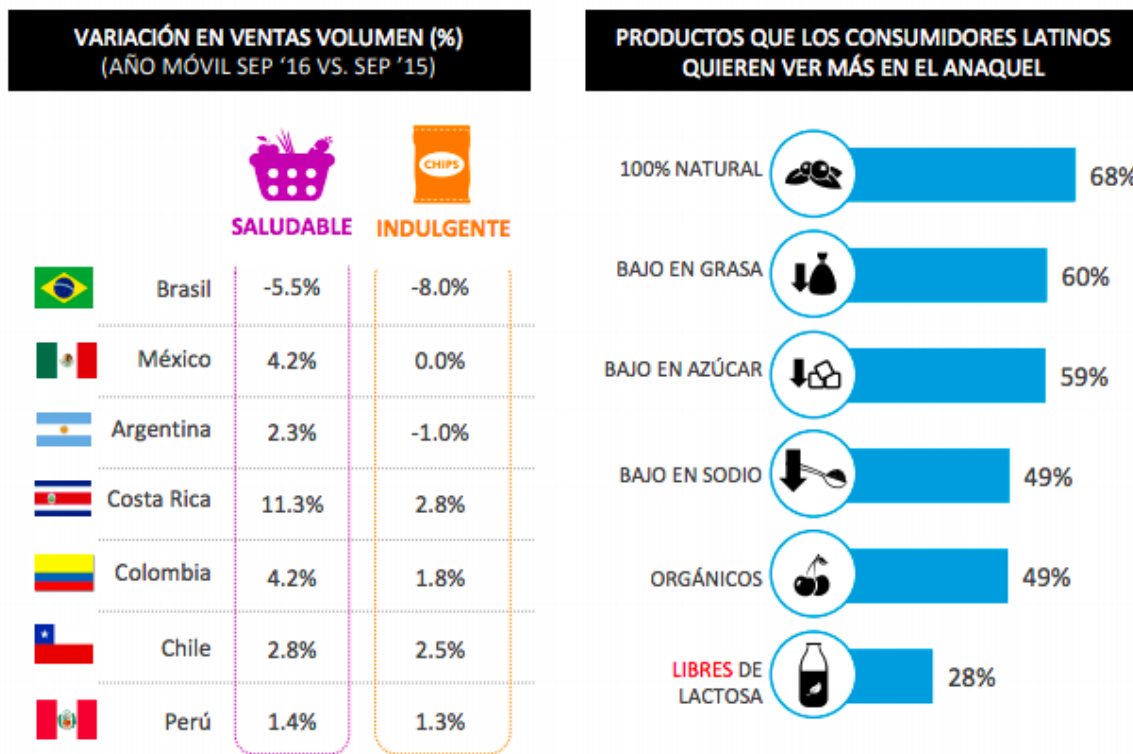 VARIACIÓN EN VENTAS VOLUMEN (%)
(AÑO MÓVIL SEP ‘16 VS. SEP ’15)
CHIPS
SALUDABLE INDULGENTE
Brasil -5.5% -8.0%
México 4.2% 0.0%
Argentina 2.3% -1.0%
Costa Rica 11.3% 2.8%
Colombia 4.2% 1.8%
Chile 2.8% 2.5%
Perú 1.4% 1.3%
PRODUCTOS QUE LOS CONSUMIDORES LATINOS
QUIEREN VER MÁS EN EL ANAQUEL
100% NATURAL 68%
BAJO EN GRASA 60%
BAJO EN AZÚCAR 59%
BAJO EN SODIO 49%
ORGÁNICOS 49%
LIBRES DE
LACTOSA 28%